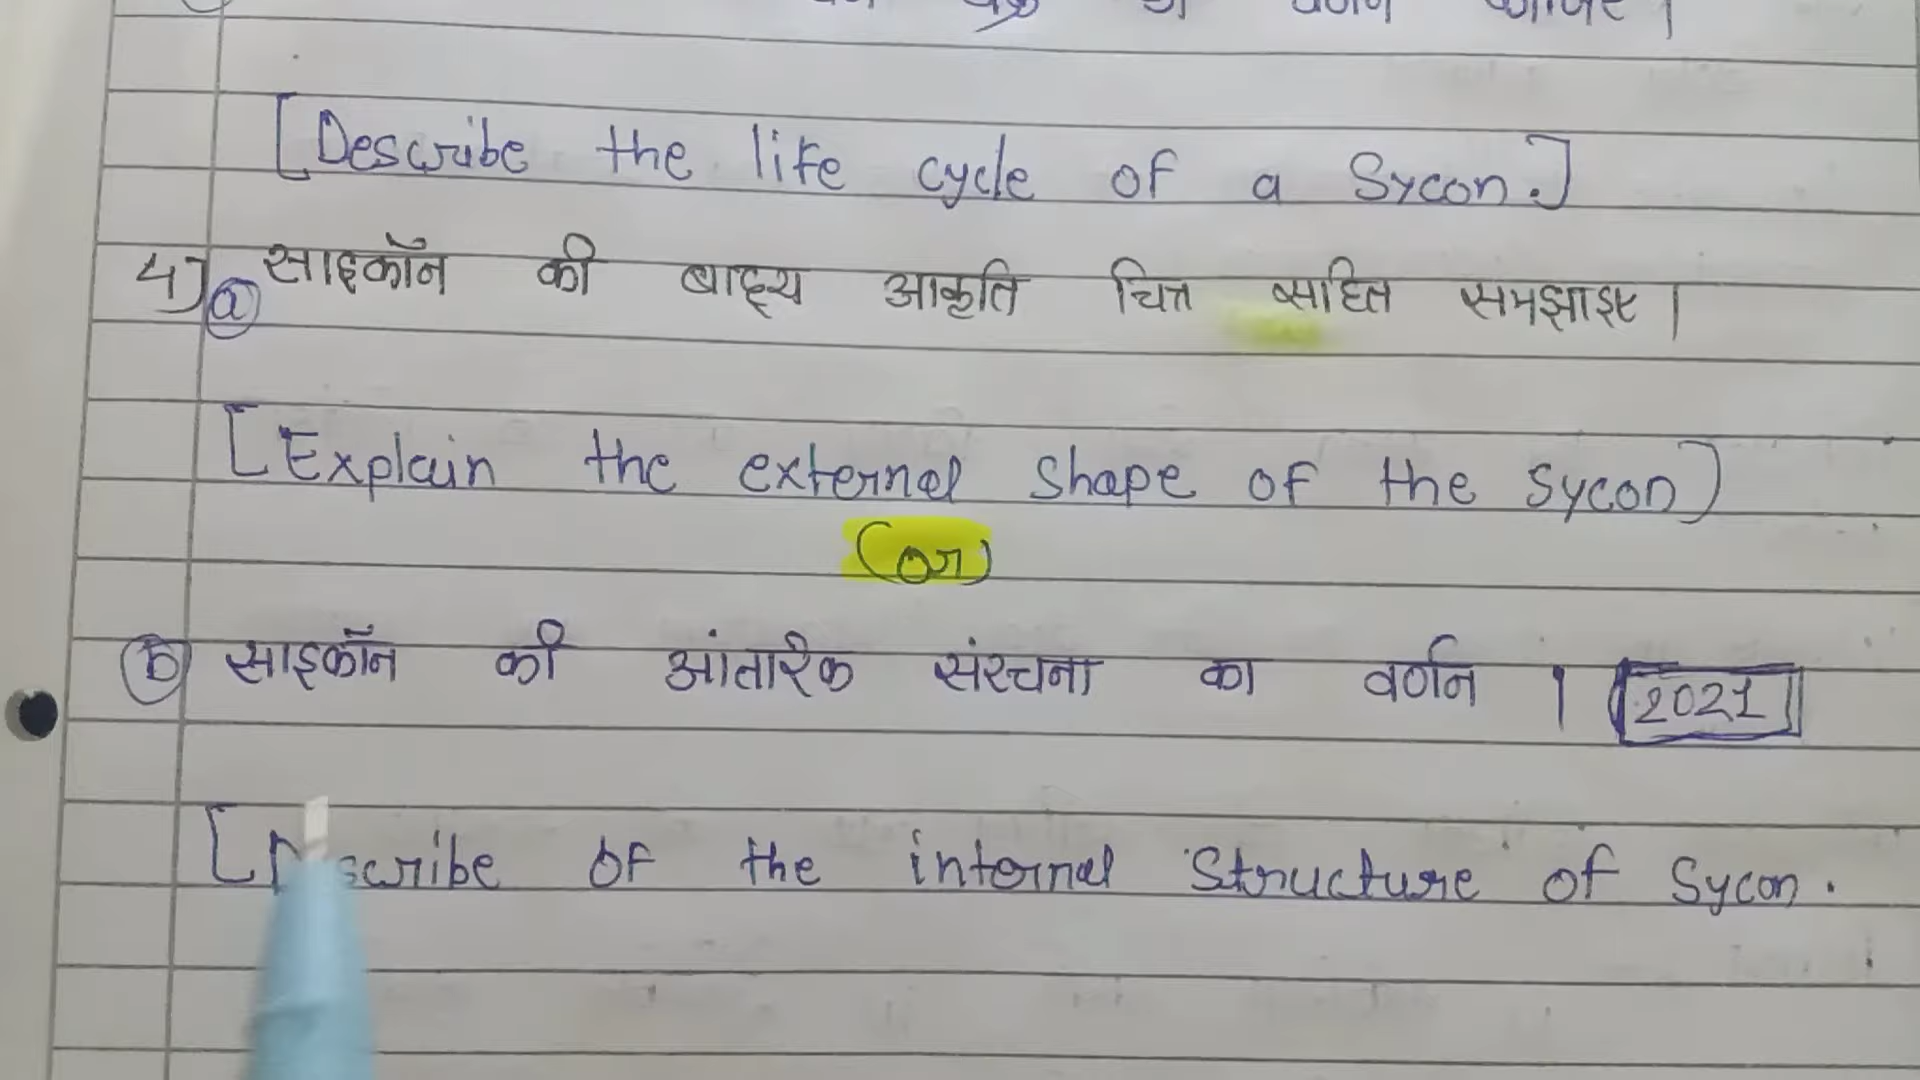 [Describe the life cycle of a Sycon.]
4] a साइकॉन की बाह्य आकृति चित्त सहित समझाइए |
[Explain the external shape of the Sycon]
(or)
b साइकॉन की आंतरिक संरचना का वर्णन | 2021
[ of the internal Structure of Sycon.